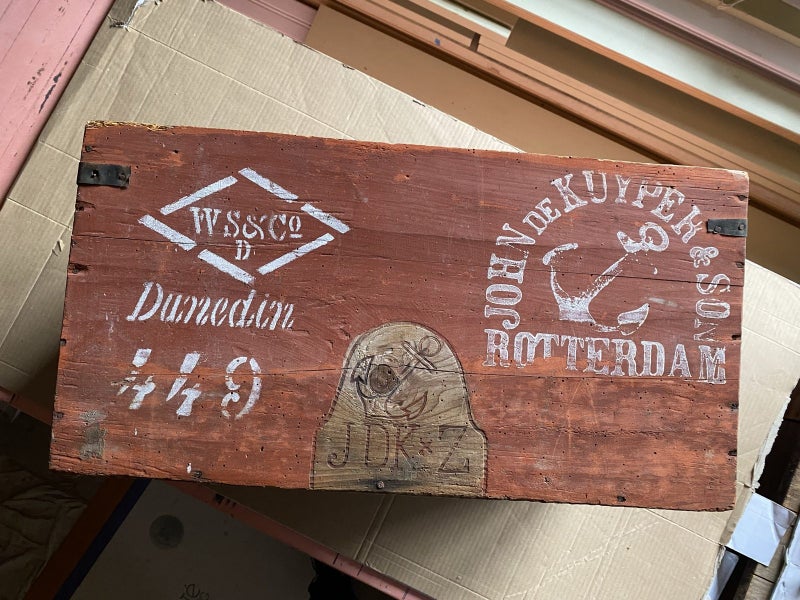 W S & Cº
D
Dunedin
449
JOHN DE KUYPER & SON
ROTTERDAM
JDK & Z